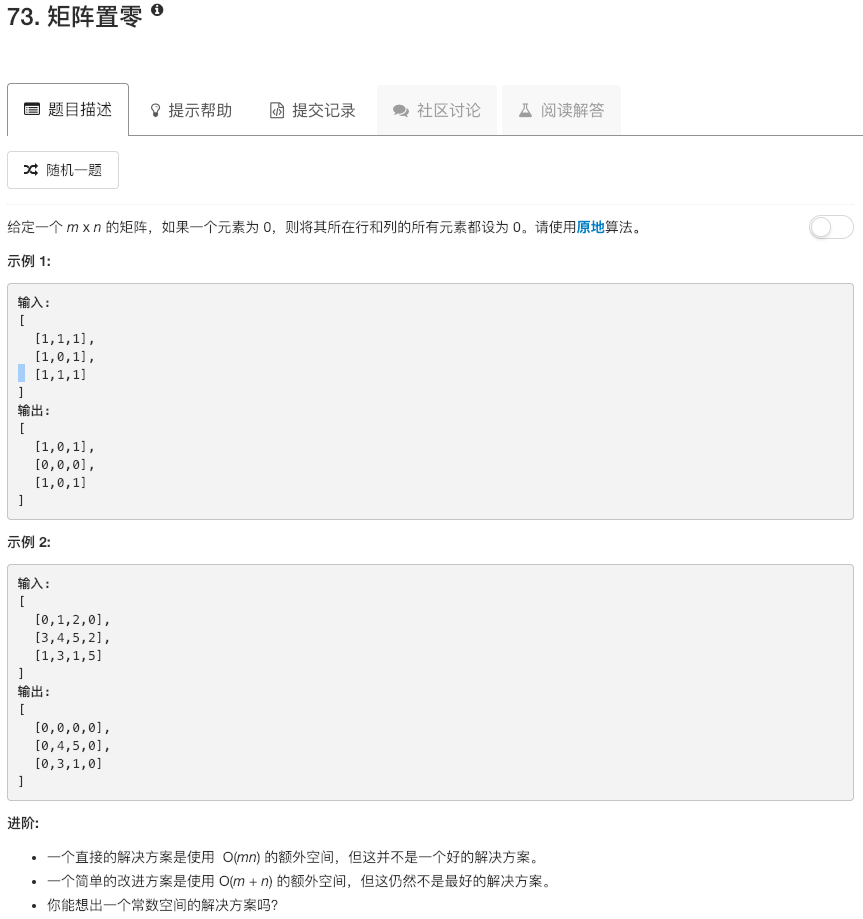 73. 矩阵置零
题目描述 提示帮助 提交记录 社区讨论 阅读解答
随机一题
给定一个 m x n 的矩阵，如果一个元素为 0，则将其所在行和列的所有元素都设为 0。请使用原地算法。
示例 1:
输入:
[
  [1,1,1],
  [1,0,1],
  [1,1,1]
]
输出:
[
  [1,0,1],
  [0,0,0],
  [1,0,1]
]
示例 2:
输入:
[
  [0,1,2,0],
  [3,4,5,2],
  [1,3,1,5]
]
输出:
[
  [0,0,0,0],
  [0,4,5,0],
  [0,3,1,0]
]
进阶:
• 一个直接的解决方案是使用  O(mn) 的额外空间，但这并不是一个好的解决方案。
• 一个简单的改进方案是使用 O(m + n) 的额外空间，但这仍然不是最好的解决方案。
• 你能想出一个常数空间的解决方案吗?